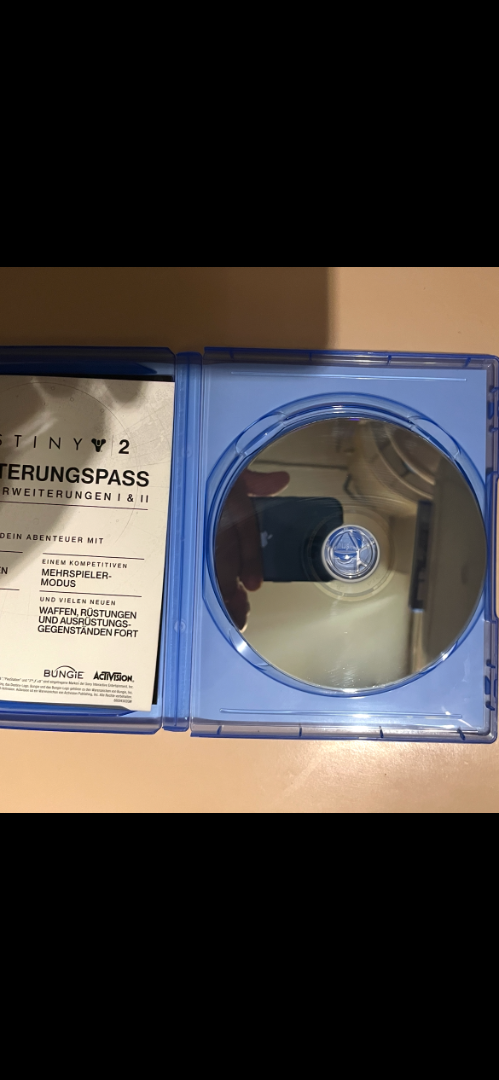 STINY 2
TERUNGSPASS
RWEITERUNGEN I & II
DEIN ABENTEUER MIT
EN
EINEM KOMPETITIVEN
MEHRSPIELER-
MODUS
UND VIELEN NEUEN
WAFFEN, RÜSTUNGEN
UND AUSRÜSTUNGS-
GEGENSTÄNDEN FORT
BUNGIE ACTIVISION